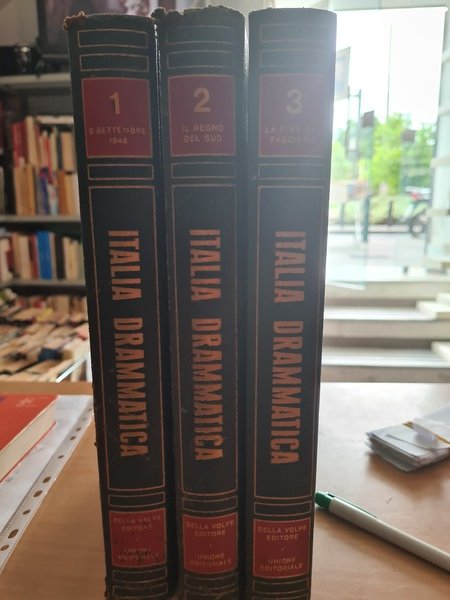 1
8 SETTEMBRE
1943
ITALIA DRAMMATICA
DELLA VOLPE
EDITORE
UNIONE
EDITORIALE
2
IL REGNO
DEL SUD
ITALIA DRAMMATICA
DELLA VOLPE
EDITORE
UNIONE
EDITORIALE
3
LA FINE DEL
FASCISMO
ITALIA DRAMMATICA
DELLA VOLPE
EDITORE
UNIONE
EDITORIALE